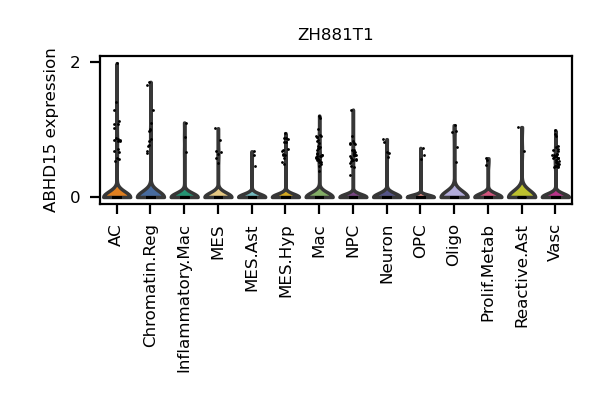 ZH881T1
ABHD15 expression
2
0
AC
Chromatin.Reg
Inflammatory.Mac
MES
MES.Ast
MES.Hyp
Mac
NPC
Neuron
OPC
Oligo
Prolif.Metab
Reactive.Ast
Vasc